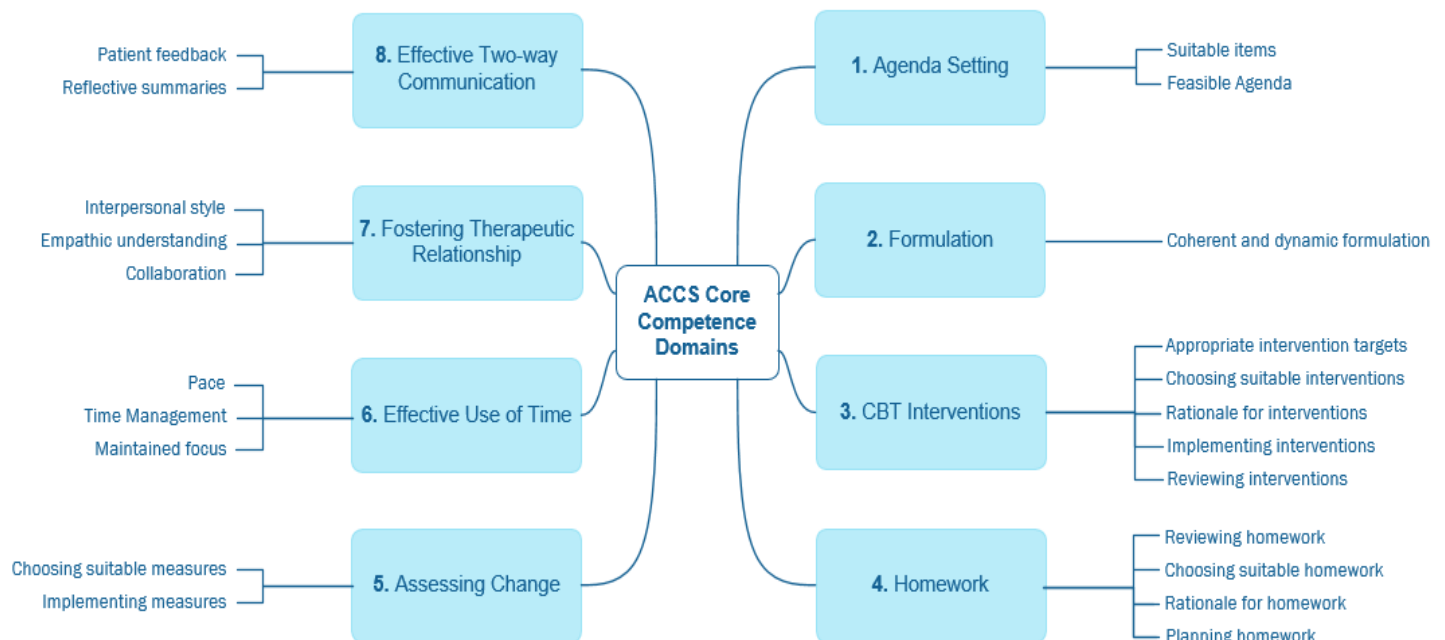 8. Effective Two-way
Communication
Patient feedback
Reflective summaries
1. Agenda Setting
Suitable items
Feasible Agenda
7. Fostering Therapeutic
Relationship
Interpersonal style
Empathic understanding
Collaboration
2. Formulation
Coherent and dynamic formulation
ACCS Core
Competence
Domains
6. Effective Use of Time
Pace
Time Management
Maintained focus
3. CBT Interventions
Appropriate intervention targets
Choosing suitable interventions
Rationale for interventions
Implementing interventions
Reviewing interventions
5. Assessing Change
Choosing suitable measures
Implementing measures
4. Homework
Reviewing homework
Choosing suitable homework
Rationale for homework
Planning homework